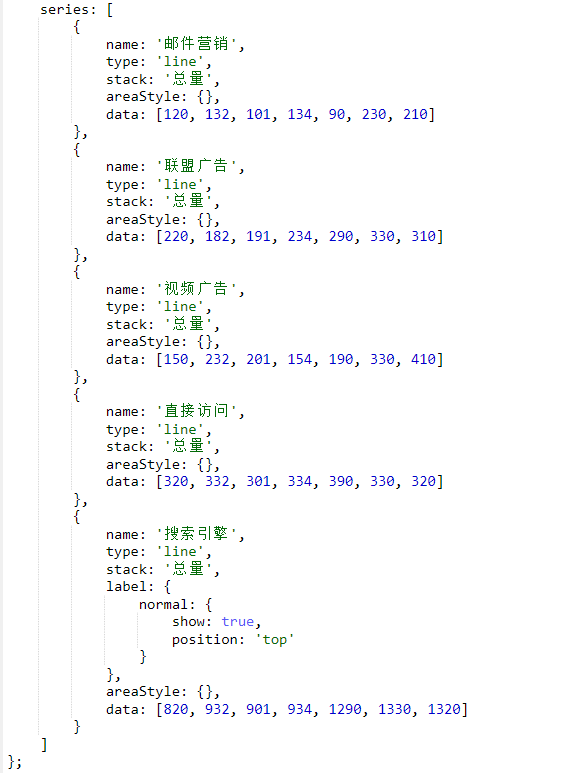 series: [
{
name: '邮件营销',
type: 'line',
stack: '总量',
areaStyle: {},
data: [120, 132, 101, 134, 90, 230, 210]
},
{
name: '联盟广告',
type: 'line',
stack: '总量',
areaStyle: {},
data: [220, 182, 191, 234, 290, 330, 310]
},
{
name: '视频广告',
type: 'line',
stack: '总量',
areaStyle: {},
data: [150, 232, 201, 154, 190, 330, 410]
},
{
name: '直接访问',
type: 'line',
stack: '总量',
areaStyle: {},
data: [320, 332, 301, 334, 390, 330, 320]
},
{
name: '搜索引擎',
type: 'line',
stack: '总量',
label: {
normal: {
show: true,
position: 'top'
}
},
areaStyle: {},
data: [820, 932, 901, 934, 1290, 1330, 1320]
}
]
};